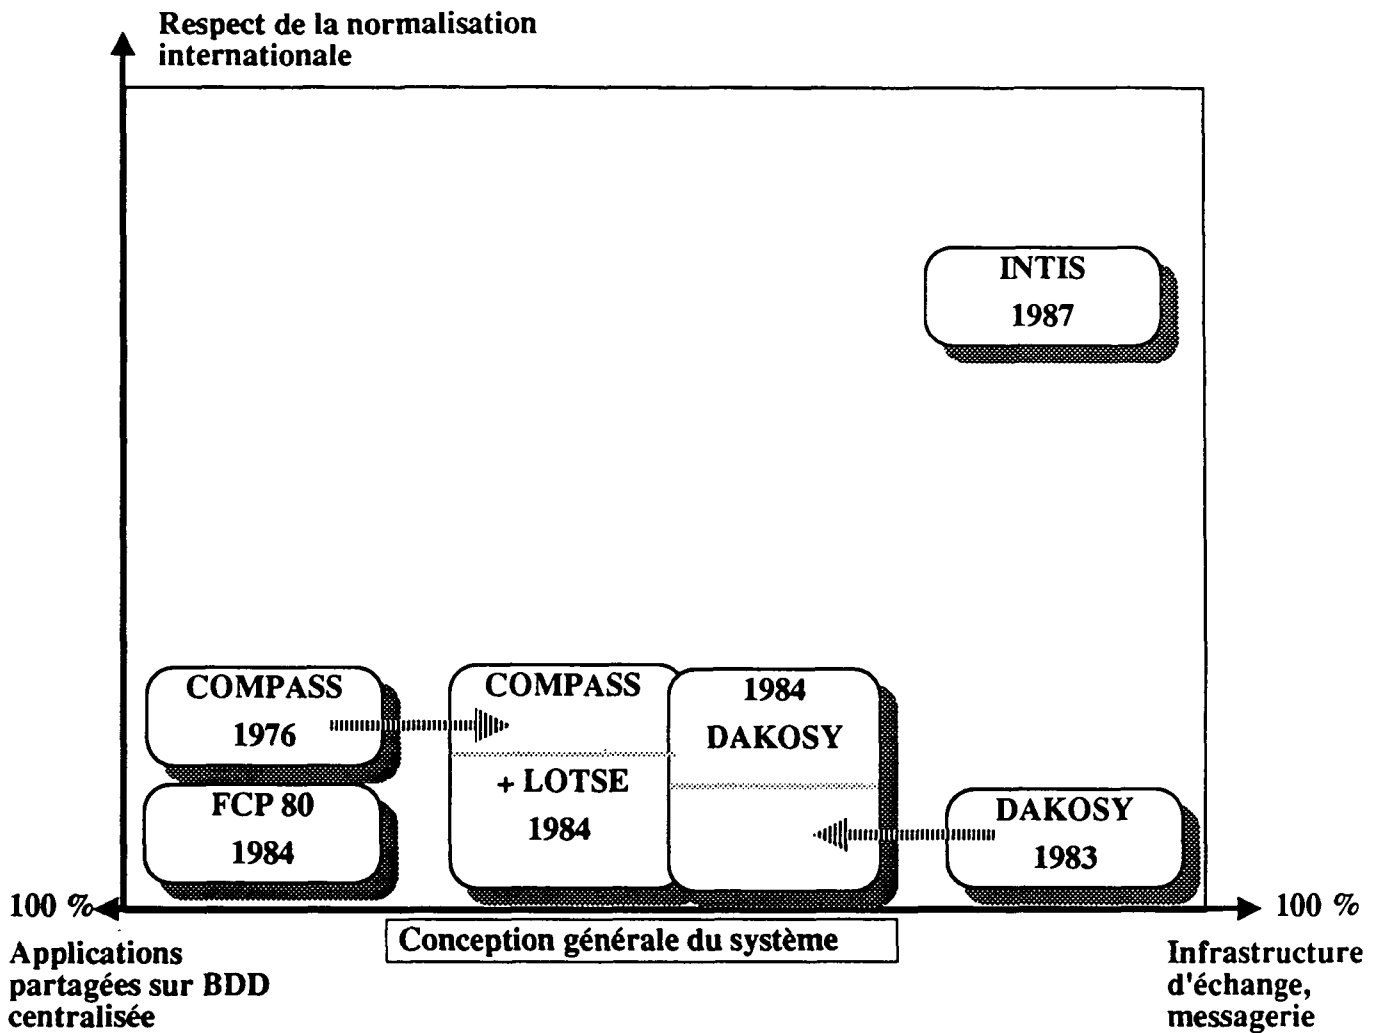 Respect de la normalisation
internationale
INTIS
1987
COMPASS
1976
COMPASS
+ LOTSE
1984
1984
DAKOSY
FCP 80
1984
DAKOSY
1983
100 %
100 %
Conception générale du système
Applications
partagées sur BDD
centralisée
Infrastructure
d'échange,
messagerie